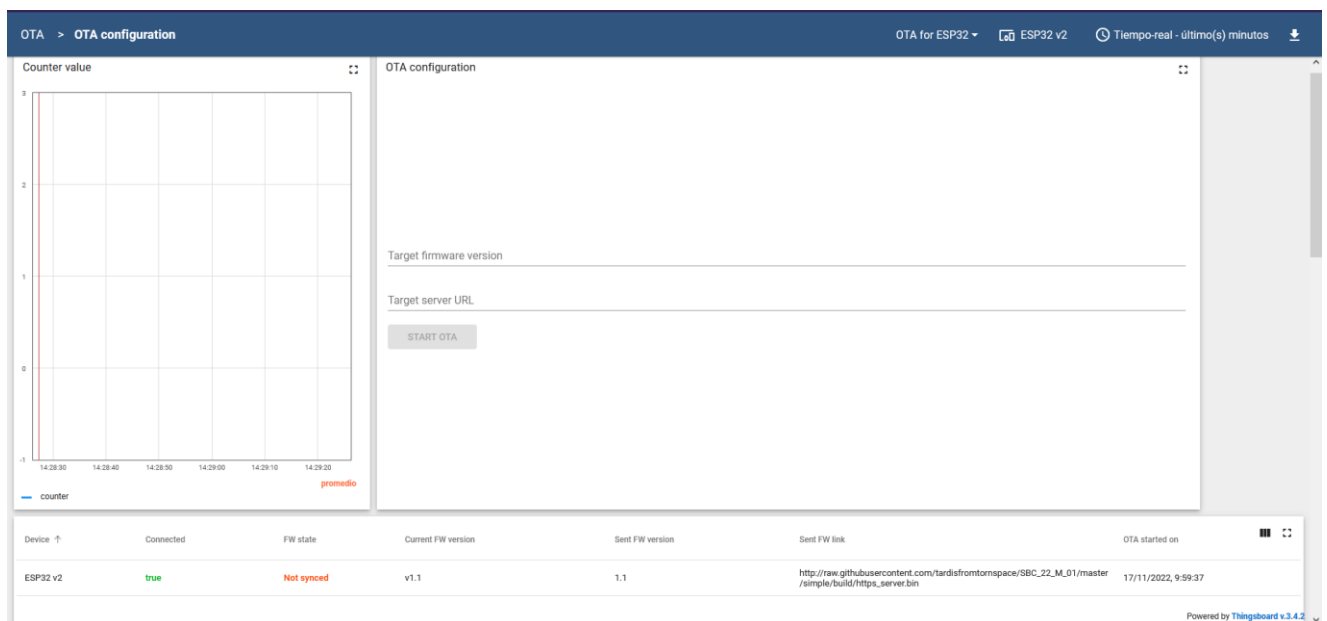 OTA > OTA configuration
OTA for ESP32
ESP32 v2
Tiempo-real - último(s) minutos
Counter value
3
2
1
0
-1
14:28:30 14:28:40 14:28:50 14:29:00 14:29:10 14:29:20
promedio
counter
OTA configuration
Target firmware version
Target server URL
START OTA
Device ↑ Connected FW state Current FW version Sent FW version Sent FW link OTA started on
ESP32 v2 true Not synced v1.1 1.1 http://raw.githubusercontent.com/tardisfromtornspace/SBC_22_M_01/master
/simple/build/https_server.bin 17/11/2022, 9:59:37
Powered by Thingsboard v.3.4.2